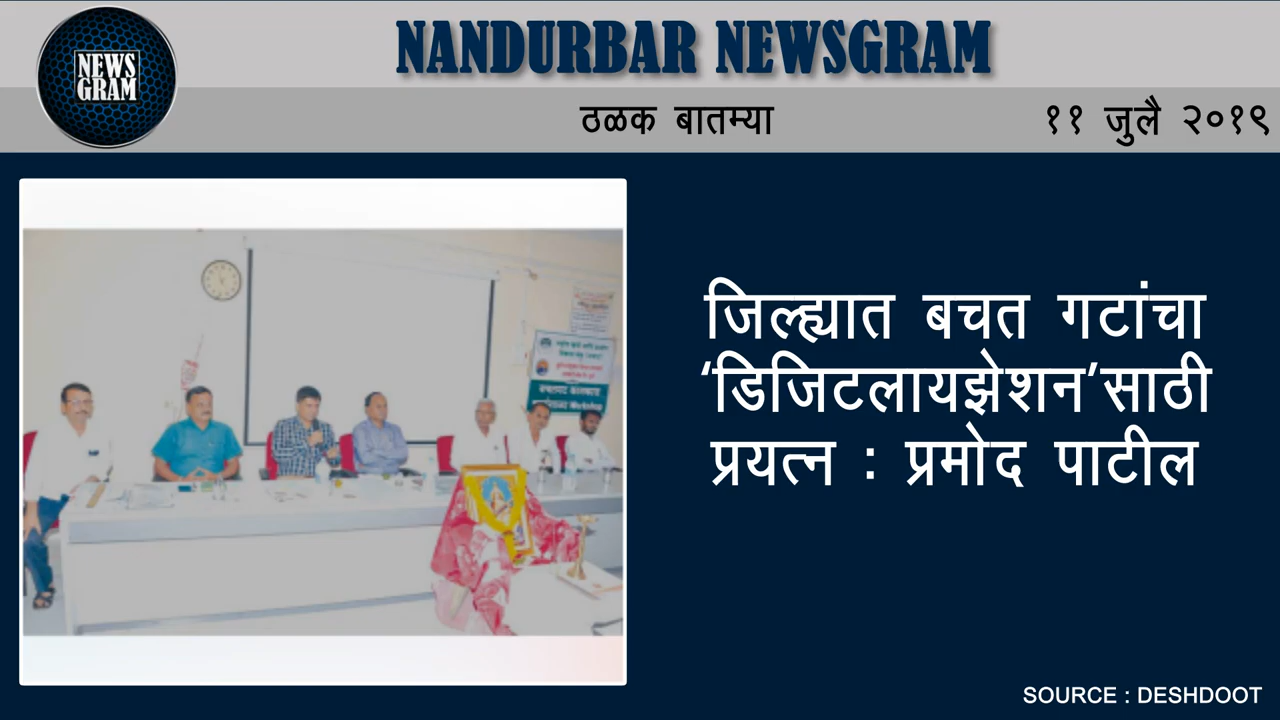 NEWS
GRAM
NANDURBAR NEWSGRAM
ठळक बातम्या
११ जुलै २०१९
जिल्ह्यात बचत गटांचा
‘डिजिटलायझेशन’साठी
प्रयत्न : प्रमोद पाटील
SOURCE : DESHDOOT